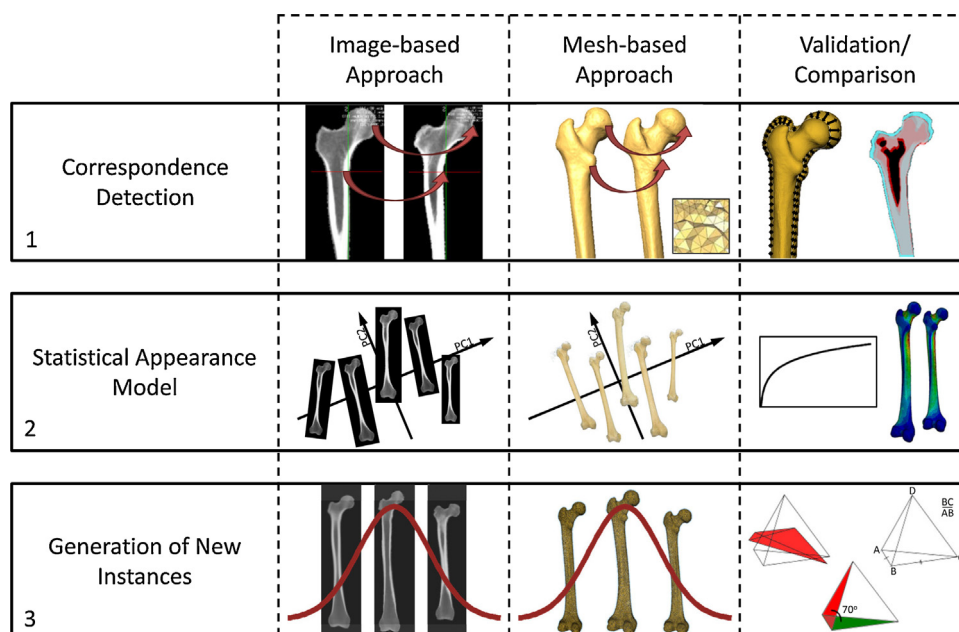 Image-based
Approach
Mesh-based
Approach
Validation/
Comparison
Correspondence
Detection
1
Statistical Appearance
Model
2
PC2
PC1
PC2
PC1
Generation of New
Instances
3
D
BC
AB
A
B
70º